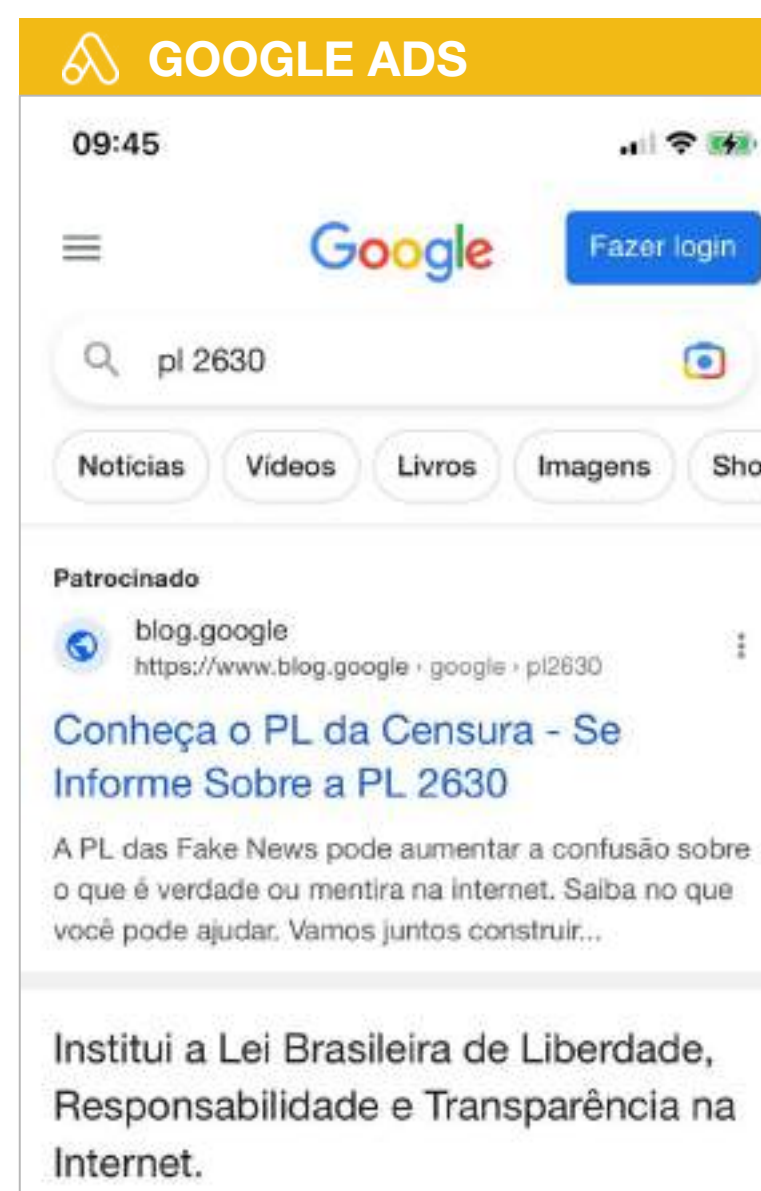 GOOGLE ADS
09:45
Google
Fazer login
pl 2630
Notícias
Vídeos
Livros
Imagens
Sho
Patrocinado
blog.google
https://www.blog.google › google › pl2630
Conheça o PL da Censura - Se
Informe Sobre a PL 2630
A PL das Fake News pode aumentar a confusão sobre
o que é verdade ou mentira na internet. Saiba no que
você pode ajudar. Vamos juntos construir...
Institui a Lei Brasileira de Liberdade,
Responsabilidade e Transparência na
Internet.